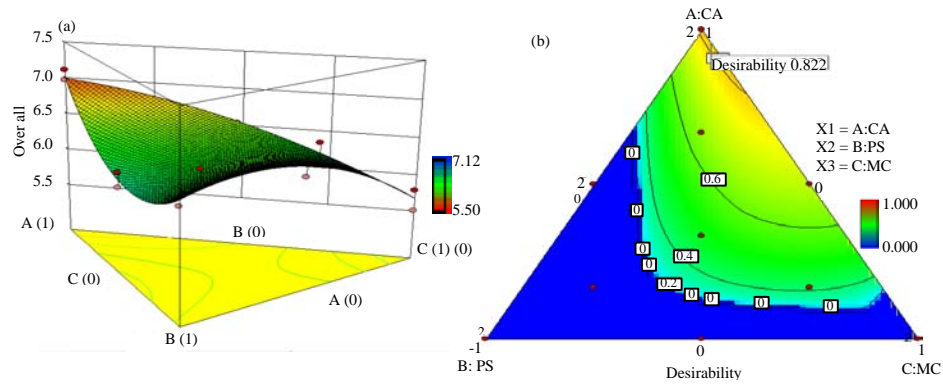 (a)
7.5
7.0
6.5
6.0
5.5
Over all
7.12
5.50
A (1)
B (0)
C (1) (0)
C (0)
A (0)
B (1)
(b)
A:CA
2 1
Desirability 0.822
X1 = A:CA
X2 = B:PS
X3 = C:MC
0
0.6
2
0
0
1.000
0.000
0
0
0.4
0
0.2
0
0
0
0
2
2
-1
0
1
B: PS
Desirability
C:MC